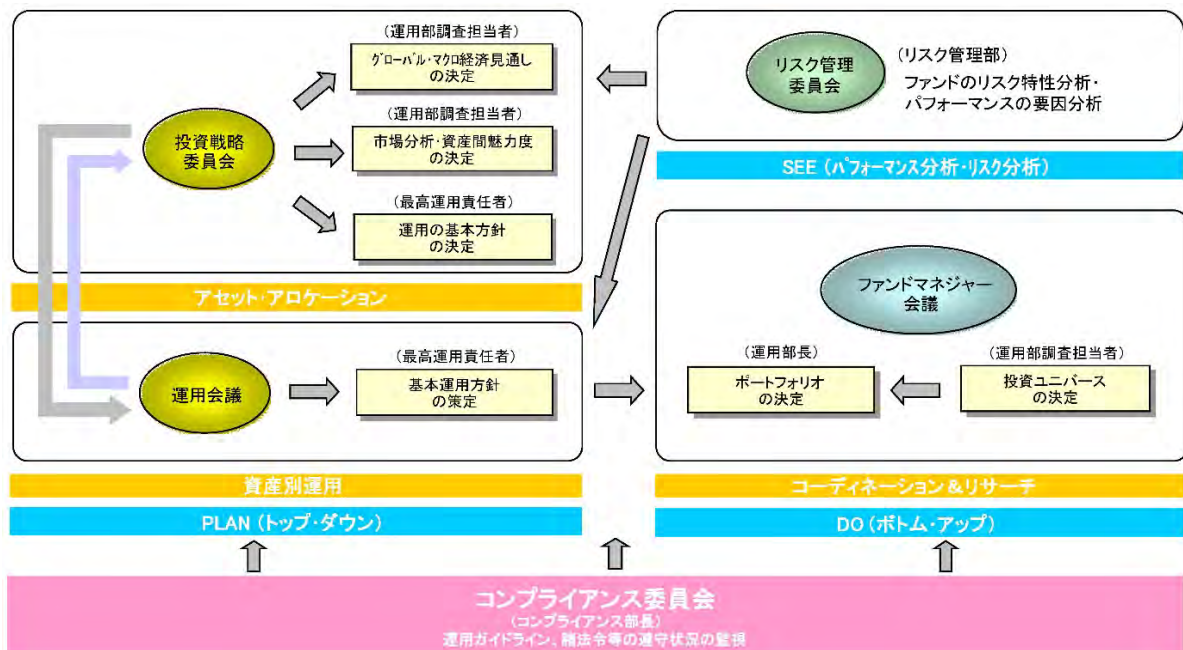 (運用部調査担当者)
グローバル・マクロ経済見通し
の決定
投資戦略
委員会
(運用部調査担当者)
市場分析・資産間魅力度
の決定
(最高運用責任者)
運用の基本方針
の決定
アセット・アロケーション
リスク管理
委員会
(リスク管理部)
ファンドのリスク特性分析・
パフォーマンスの要因分析
SEE (パフォーマンス分析・リスク分析)
運用会議
(最高運用責任者)
基本運用方針
の策定
資産別運用
PLAN (トップ・ダウン)
ファンドマネジャー
会議
(運用部長)
ポートフォリオ
の決定
(運用部調査担当者)
投資ユニバース
の決定
コーディネーション&リサーチ
DO (ボトム・アップ)
コンプライアンス委員会
(コンプライアンス部長)
運用ガイドライン、諸法令等の遵守状況の監視